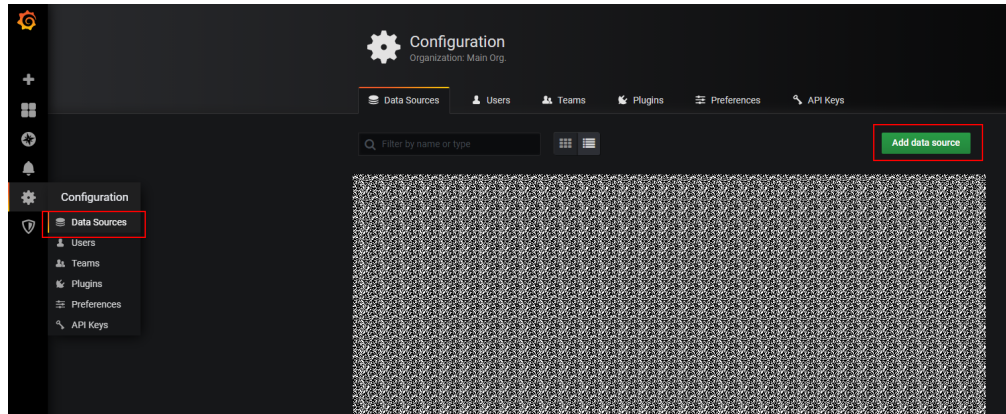 Configuration
Organization: Main Org.
Data Sources Users Teams Plugins Preferences API Keys
Filter by name or type
Add data source
Configuration
Data Sources
Users
Teams
Plugins
Preferences
API Keys